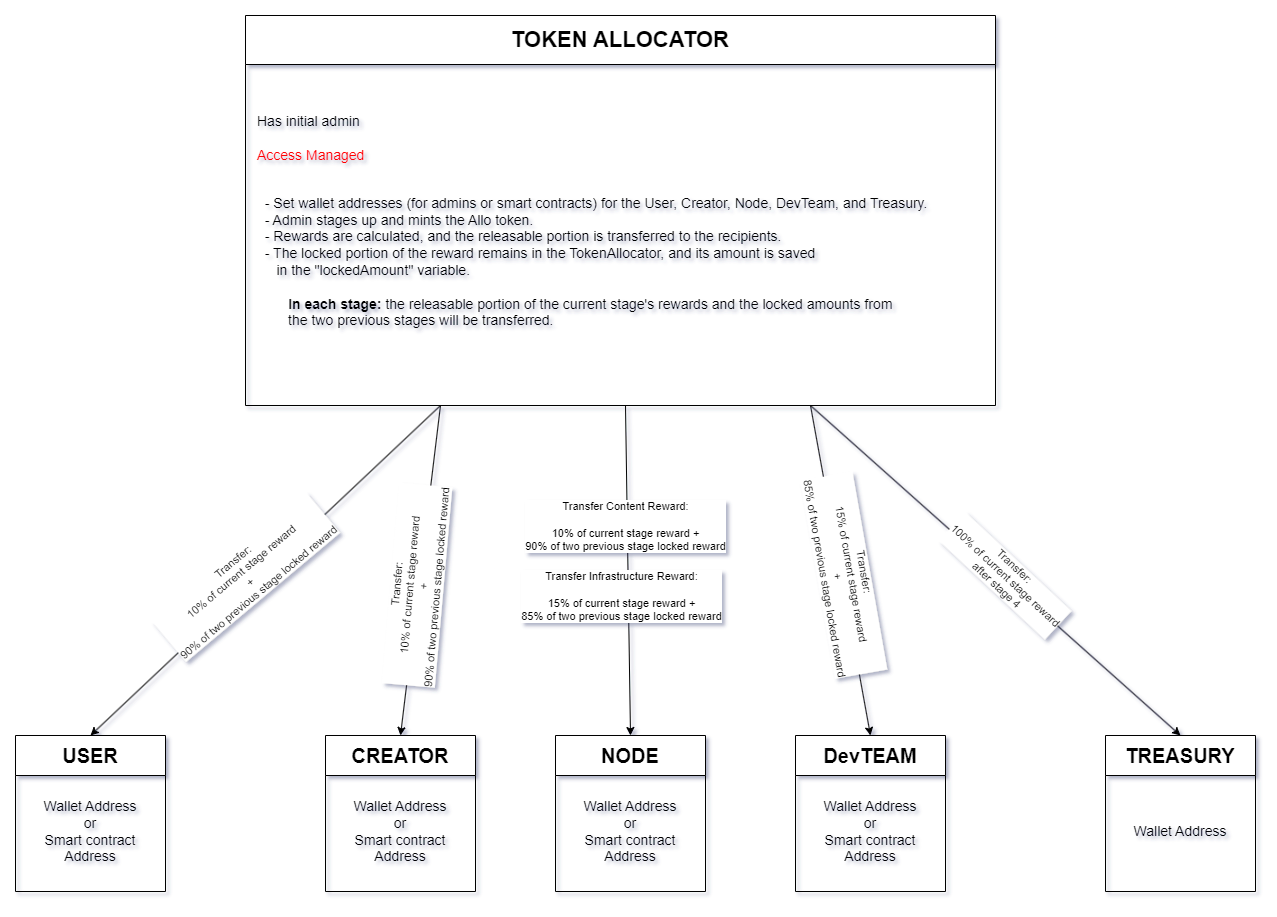 TOKEN ALLOCATOR
Has initial admin
Access Managed
- Set wallet addresses (for admins or smart contracts) for the User, Creator, Node, DevTeam, and Treasury.
- Admin stages up and mints the Allo token.
- Rewards are calculated, and the releasable portion is transferred to the recipients.
- The locked portion of the reward remains in the TokenAllocator, and its amount is saved
in the "lockedAmount" variable.
In each stage: the releasable portion of the current stage's rewards and the locked amounts from
the two previous stages will be transferred.
Transfer:
10% of current stage reward
+
90% of two previous stage locked reward
Transfer:
10% of current stage reward
+
90% of two previous stage locked reward
Transfer Content Reward:
10% of current stage reward +
90% of two previous stage locked reward
Transfer Infrastructure Reward:
15% of current stage reward +
85% of two previous stage locked reward
Transfer:
15% of current stage reward
+
85% of two previous stage locked reward
Transfer:
100% of current stage reward
after stage 4
USER
Wallet Address
or
Smart contract
Address
CREATOR
Wallet Address
or
Smart contract
Address
NODE
Wallet Address
or
Smart contract
Address
DevTEAM
Wallet Address
or
Smart contract
Address
TREASURY
Wallet Address